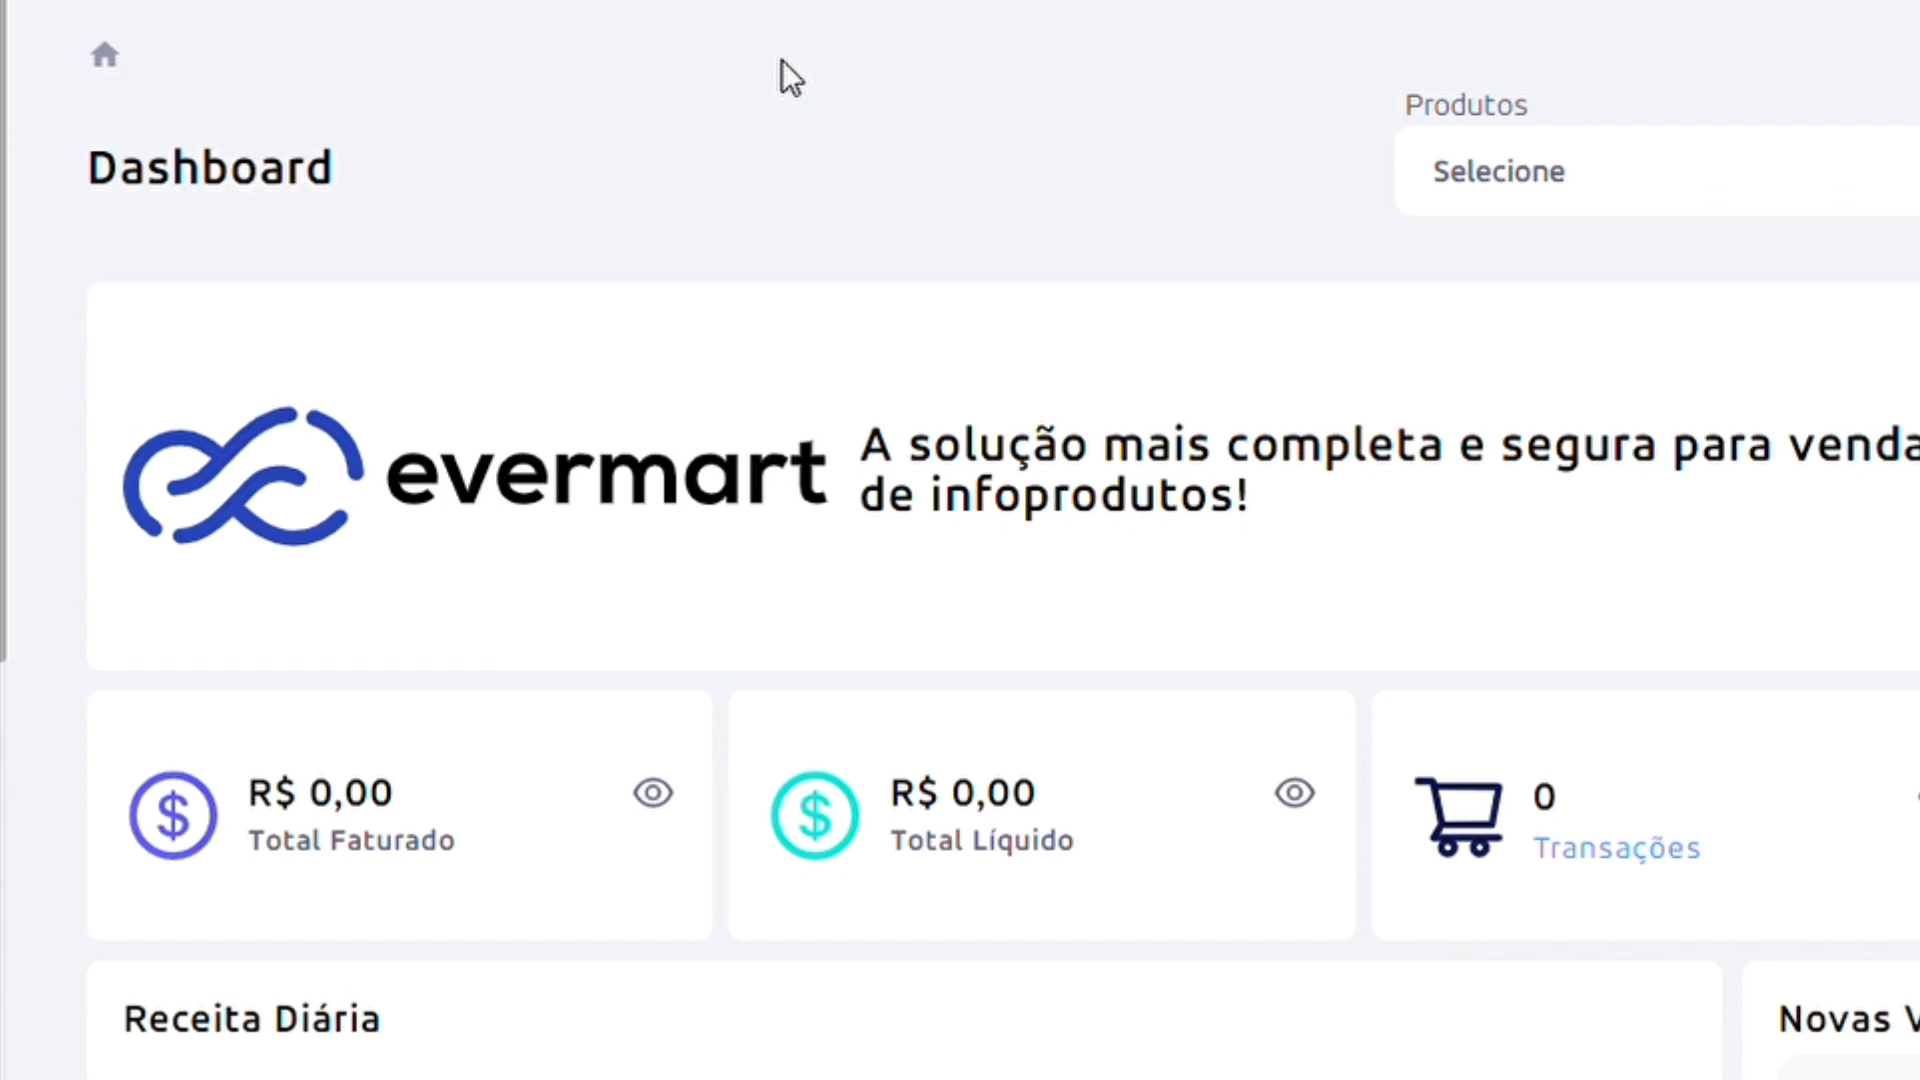 Produtos
Dashboard
Selecione
evermart
A solução mais completa e segura para venda
de infoprodutos!
R$ 0,00
Total Faturado
R$ 0,00
Total Líquido
0
Transações
Receita Diária
Novas V